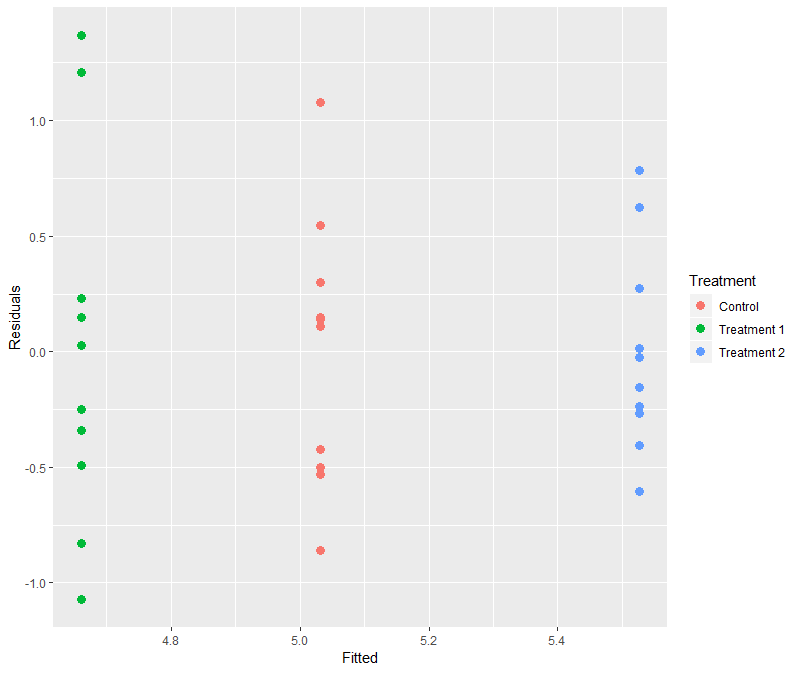 1.0
0.5
0.0
-0.5
-1.0
Residuals
4.8 5.0 5.2 5.4
Fitted
Treatment
Control
Treatment 1
Treatment 2